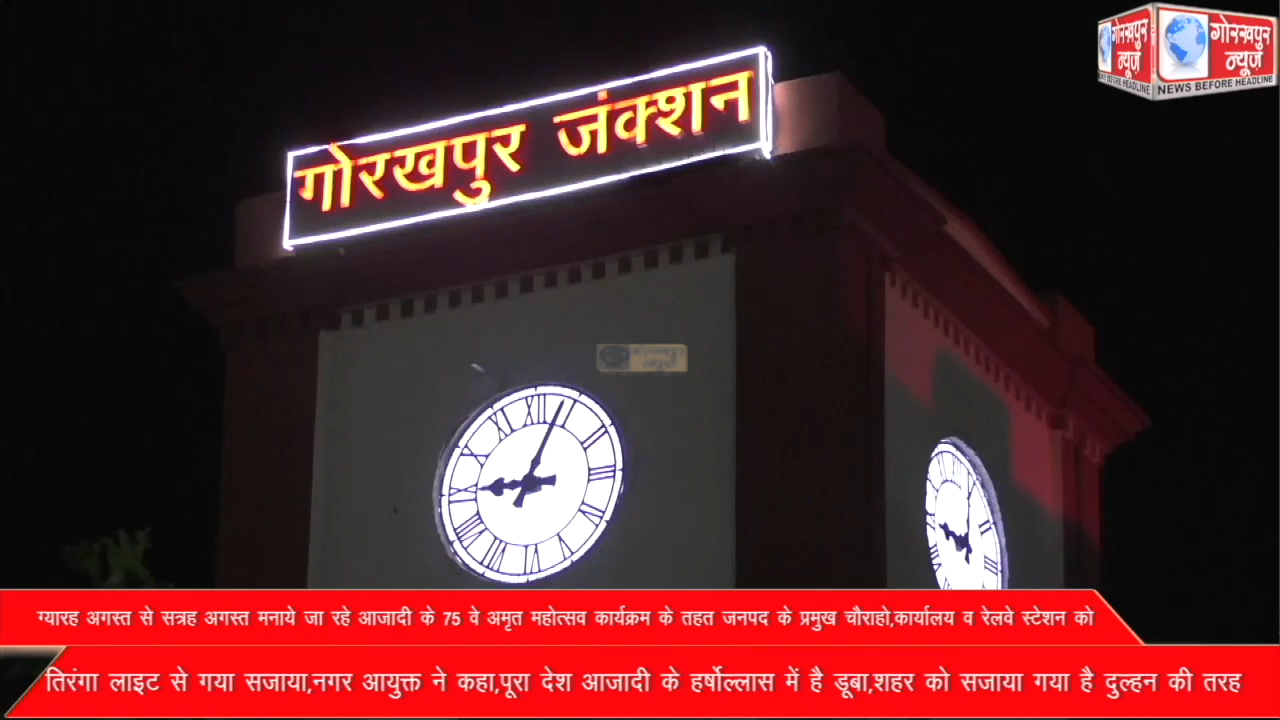 गोरखपुर न्यूज़
गोरखपुर न्यूज़
NEWS BEFORE HEADLINE
गोरखपुर जंक्शन
ग्यारह अगस्त से सत्रह अगस्त मनाये जा रहे आजादी के 75 वे अमृत महोत्सव कार्यक्रम के तहत जनपद के प्रमुख चौराहो,कार्यालय व रेलवे स्टेशन को
तिरंगा लाइट से गया सजाया,नगर आयुक्त ने कहा,पूरा देश आजादी के हर्षोल्लास में है डूबा,शहर को सजाया गया है दुल्हन की तरह